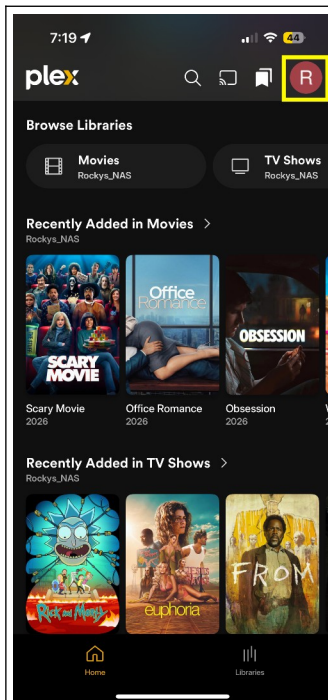 7:19
44
plex
R
Browse Libraries
Movies
Rockys_NAS
TV Shows
Rockys_NAS
Recently Added in Movies >
Rockys_NAS
SCARY
MOVIE
Office
Romance
OBSESSION
Scary Movie
2026
Office Romance
2026
Obsession
2026
Recently Added in TV Shows >
Rockys_NAS
Rick and Morty
euphoria
FROM
Home
Libraries